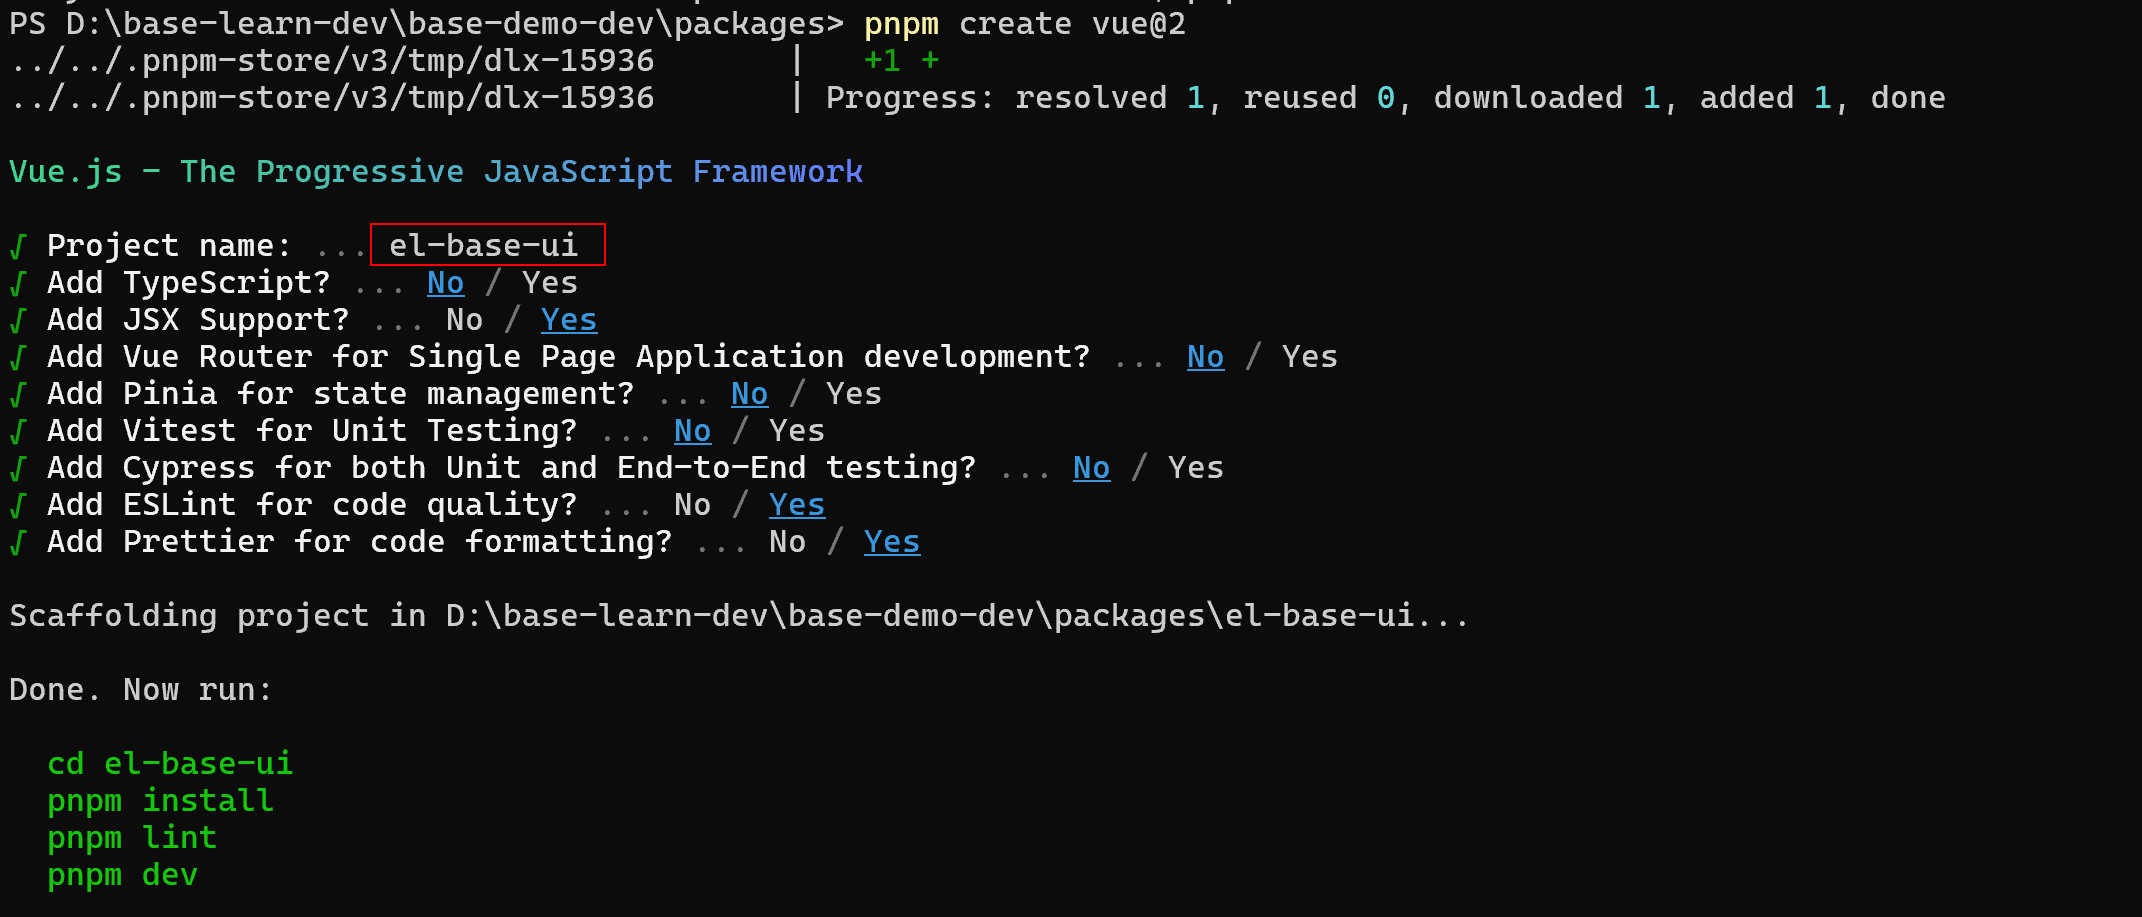 PS D:\base-learn-dev\base-demo-dev\packages> pnpm create vue@2
../../.pnpm-store/v3/tmp/dlx-15936 | +1 +
../../.pnpm-store/v3/tmp/dlx-15936 | Progress: resolved 1, reused 0, downloaded 1, added 1, done
Vue.js - The Progressive JavaScript Framework
√ Project name: ... el-base-ui
√ Add TypeScript? ... No / Yes
√ Add JSX Support? ... No / Yes
√ Add Vue Router for Single Page Application development? ... No / Yes
√ Add Pinia for state management? ... No / Yes
√ Add Vitest for Unit Testing? ... No / Yes
√ Add Cypress for both Unit and End-to-End testing? ... No / Yes
√ Add ESLint for code quality? ... No / Yes
√ Add Prettier for code formatting? ... No / Yes
Scaffolding project in D:\base-learn-dev\base-demo-dev\packages\el-base-ui...
Done. Now run:
cd el-base-ui
pnpm install
pnpm lint
pnpm dev